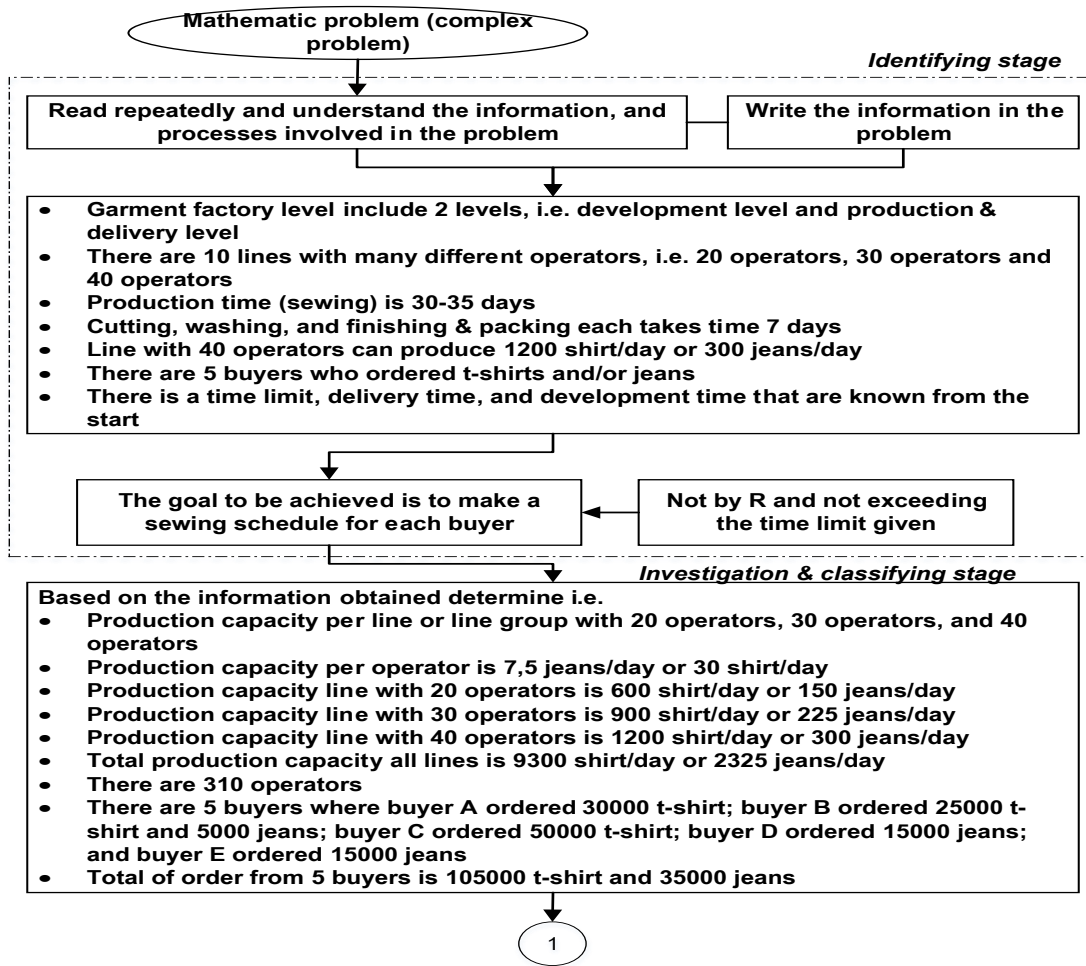 Mathematic problem (complex
problem)
Identifying stage
Read repeatedly and understand the information, and
processes involved in the problem
Write the information in the
problem
• Garment factory level include 2 levels, i.e. development level and production &
delivery level
• There are 10 lines with many different operators, i.e. 20 operators, 30 operators and
40 operators
• Production time (sewing) is 30-35 days
• Cutting, washing, and finishing & packing each takes time 7 days
• Line with 40 operators can produce 1200 shirt/day or 300 jeans/day
• There are 5 buyers who ordered t-shirts and/or jeans
• There is a time limit, delivery time, and development time that are known from the
start
The goal to be achieved is to make a
sewing schedule for each buyer
Not by R and not exceeding
the time limit given
Investigation & classifying stage
Based on the information obtained determine i.e.
• Production capacity per line or line group with 20 operators, 30 operators, and 40
operators
• Production capacity per operator is 7,5 jeans/day or 30 shirt/day
• Production capacity line with 20 operators is 600 shirt/day or 150 jeans/day
• Production capacity line with 30 operators is 900 shirt/day or 225 jeans/day
• Production capacity line with 40 operators is 1200 shirt/day or 300 jeans/day
• Total production capacity all lines is 9300 shirt/day or 2325 jeans/day
• There are 310 operators
• There are 5 buyers where buyer A ordered 30000 t-shirt; buyer B ordered 25000 t-
shirt and 5000 jeans; buyer C ordered 50000 t-shirt; buyer D ordered 15000 jeans;
and buyer E ordered 15000 jeans
• Total of order from 5 buyers is 105000 t-shirt and 35000 jeans
1